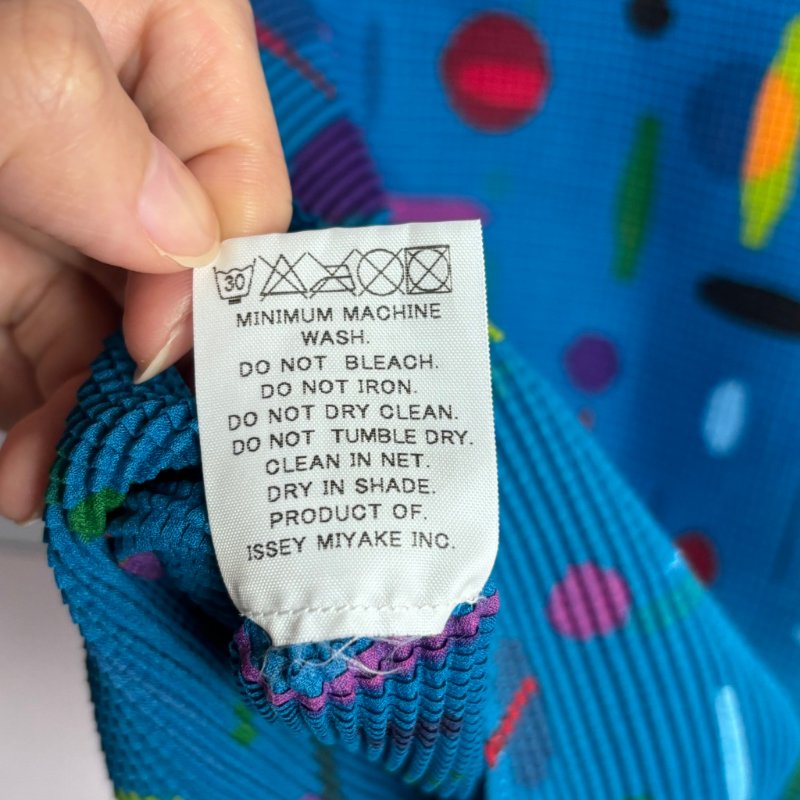 30
MINIMUM MACHINE
WASH.
DO NOT BLEACH.
DO NOT IRON.
DO NOT DRY CLEAN.
DO NOT TUMBLE DRY.
CLEAN IN NET.
DRY IN SHADE.
PRODUCT OF.
ISSEY MIYAKE INC.